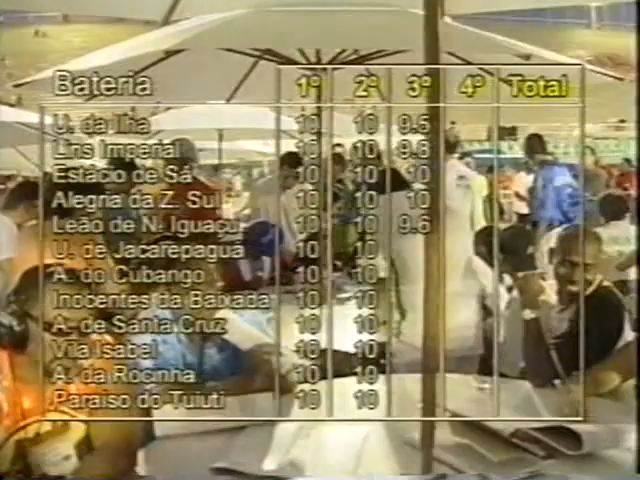 Bateria 1º 2º 3º 4º Total
U. da Ilha 10 10 9.5
Lins Imperial 10 10 9.8
Estácio de Sá 10 10 10
Alegria da Z. Sul 10 10 10
Leão de N. Iguaçu 10 10 9.6
U. de Jacarepaguá 10 10
A. do Cubango 10 10
Inocentes da Baixada 10 10
A. de Santa Cruz 10 10
Vila Isabel 10 10
A. da Rocinha 10 10
Paraíso do Tuiuti 10 10